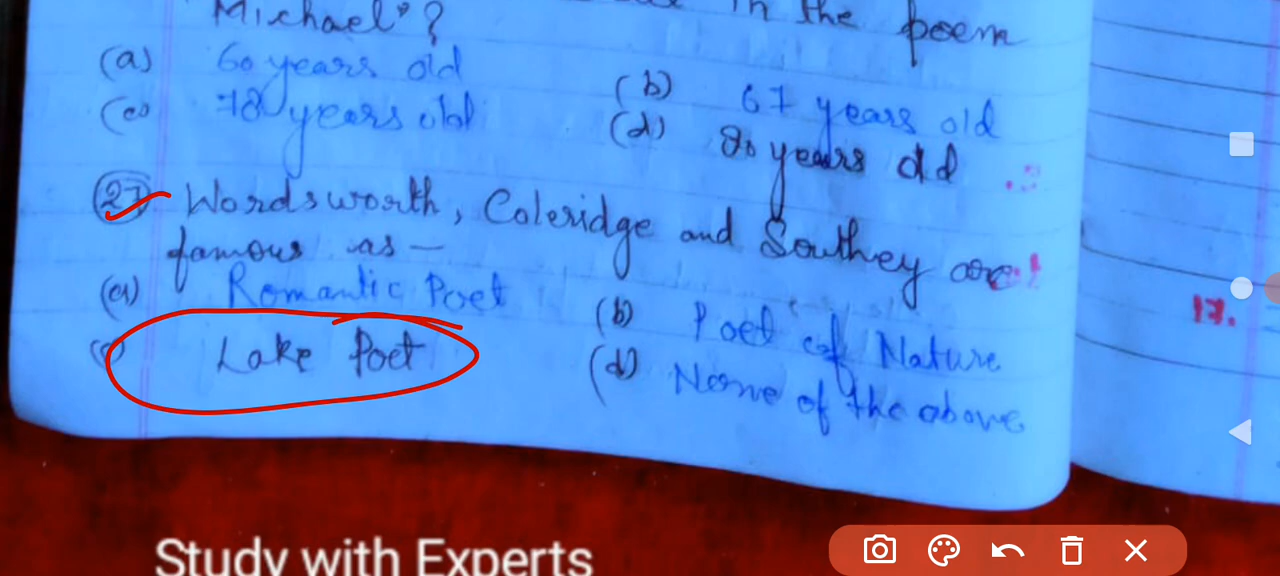 in the poem
Michael'?
(a) 60 years old
(b) 67 years old
(c) 78 years old
(d) 80 years old
(27) Wordsworth, Coleridge and Southey are
famous as —
(a) Romantic Poet
(b) Poet of Nature
(c) Lake Poet
(d) None of the above
17.
Study with Experts